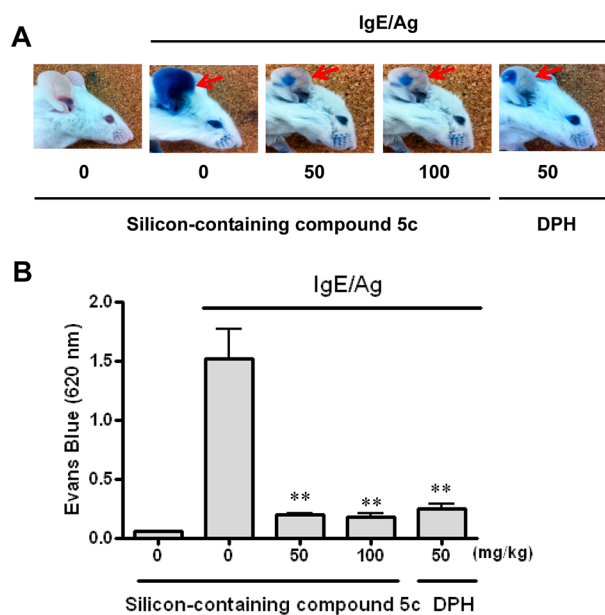 A
IgE/Ag
0 0 50 100 50
Silicon-containing compound 5c DPH
B
IgE/Ag
2.0
1.5
1.0
0.5
0.0
Evans Blue (620 nm)
** ** **
0 0 50 100 50 (mg/kg)
Silicon-containing compound 5c DPH